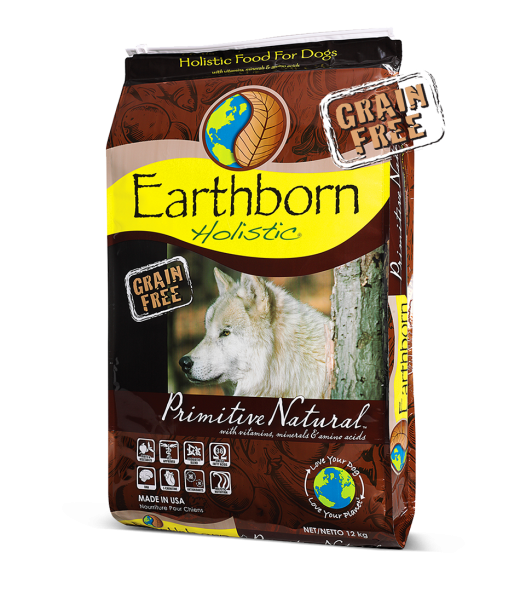 Holistic Food For Dogs
with vitamins, minerals & amino acids
GRAIN
FREE
Earthborn
Holistic®
GRAIN
FREE
Primitive Natural™
with vitamins, minerals & amino acids
Love Your Dog
Love Your Planet
MADE IN USA
Nourriture Pour Chiens
NET/NETTO 12 kg
Primitive Na
Earthborn